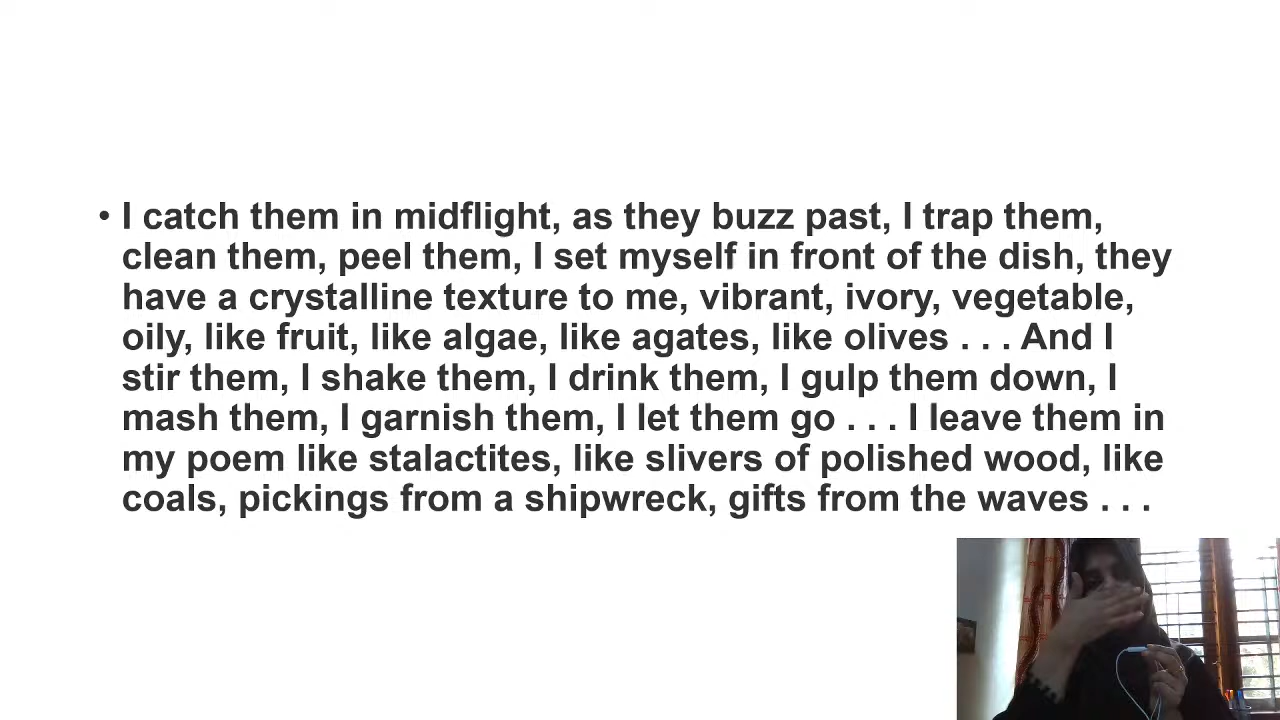 • I catch them in midflight, as they buzz past, I trap them,
clean them, peel them, I set myself in front of the dish, they
have a crystalline texture to me, vibrant, ivory, vegetable,
oily, like fruit, like algae, like agates, like olives . . . And I
stir them, I shake them, I drink them, I gulp them down, I
mash them, I garnish them, I let them go . . . I leave them in
my poem like stalactites, like slivers of polished wood, like
coals, pickings from a shipwreck, gifts from the waves . . .